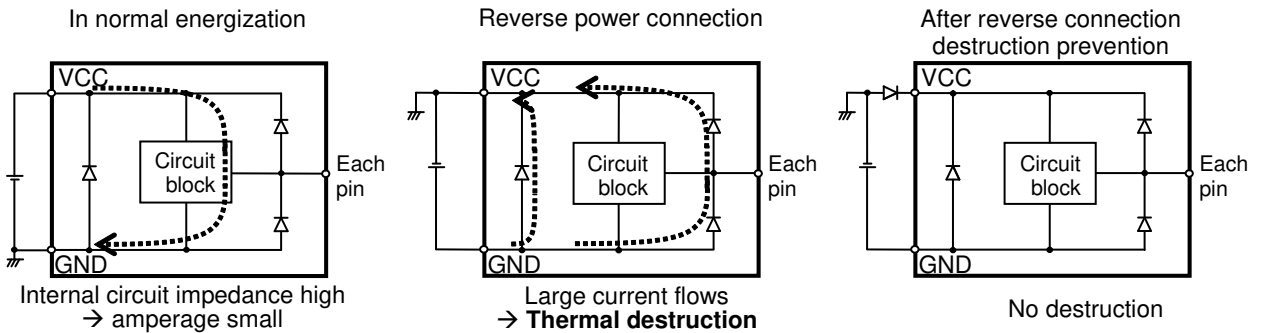 In normal energization
VCC
Circuit
block
Each
pin
GND
Internal circuit impedance high
→ amperage small
Reverse power connection
VCC
Circuit
block
Each
pin
GND
Large current flows
→ Thermal destruction
After reverse connection
destruction prevention
VCC
Circuit
block
Each
pin
GND
No destruction